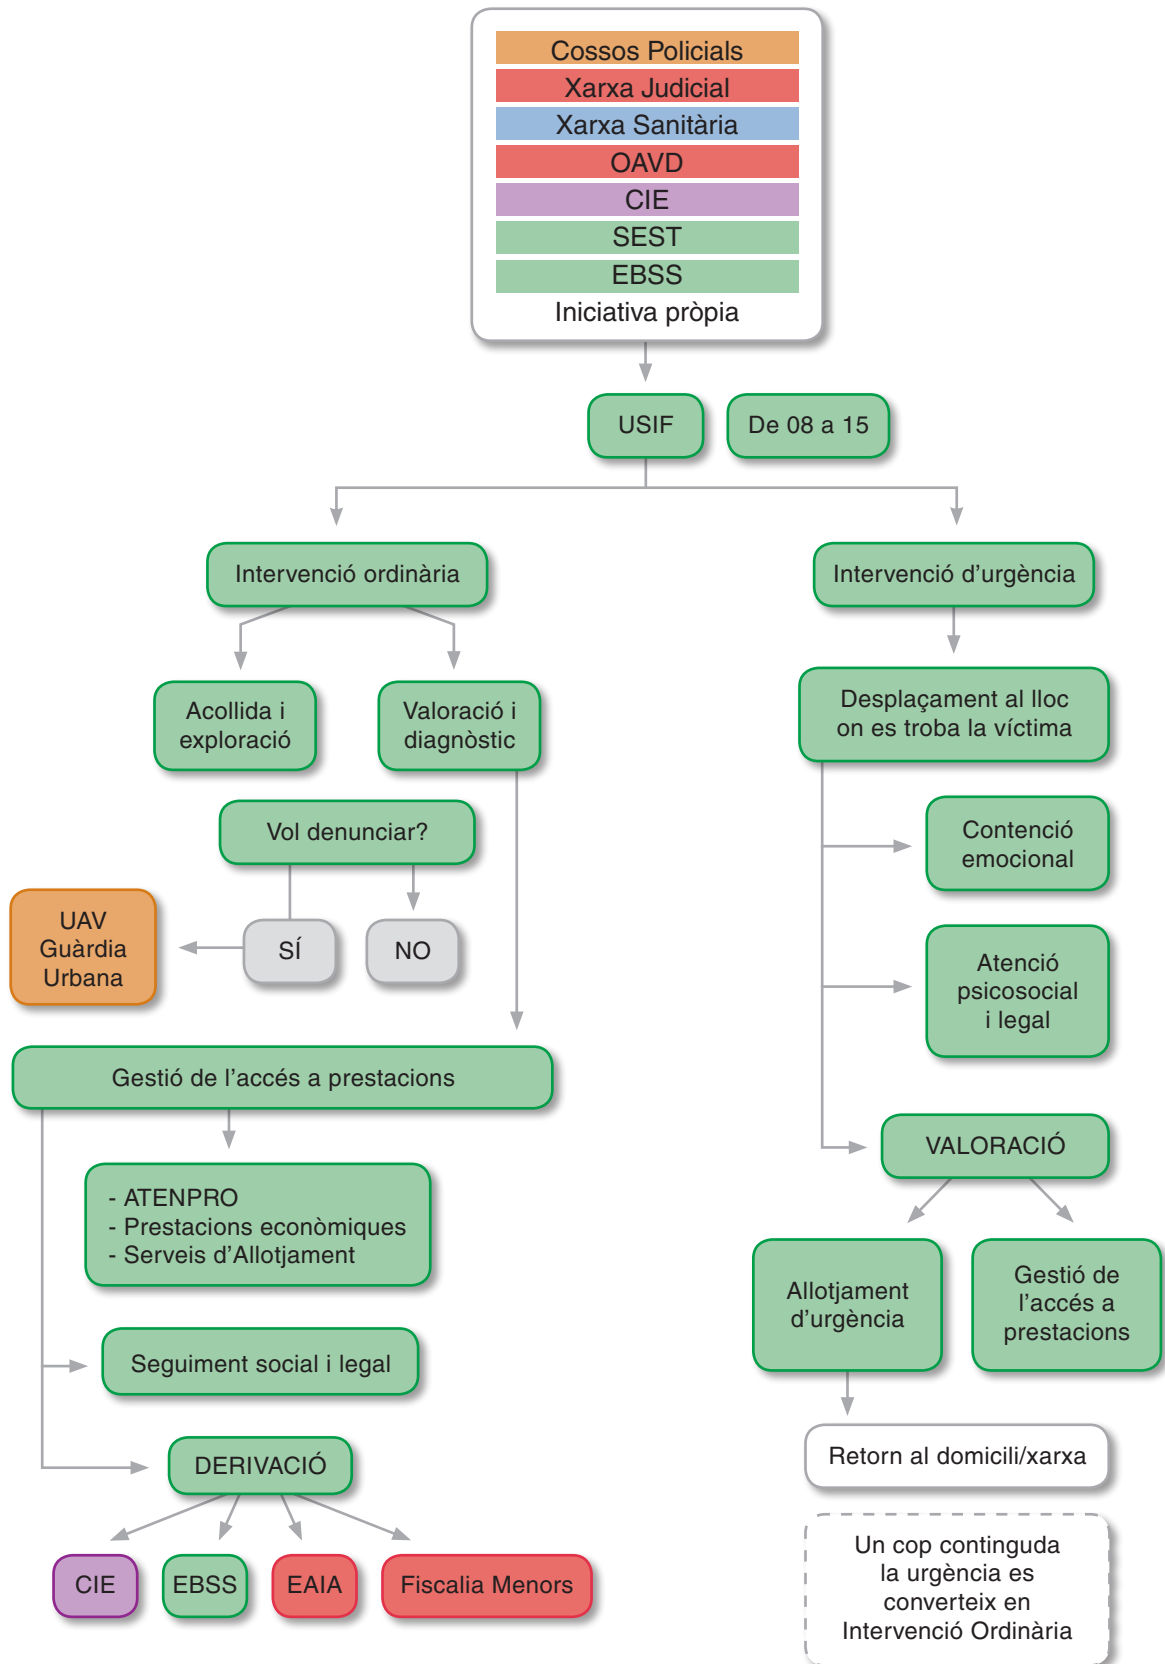 Cossos Policials
Xarxa Judicial
Xarxa Sanitària
OAVD
CIE
SEST
EBSS
Iniciativa pròpia
USIF
De 08 a 15
Intervenció ordinària
Intervenció d'urgència
Acollida i
exploració
Valoració i
diagnòstic
Desplaçament al lloc
on es troba la víctima
Vol denunciar?
Contenció
emocional
UAV
Guàrdia
Urbana
SÍ
NO
Atenció
psicosocial
i legal
Gestió de l'accés a prestacions
VALORACIÓ
- ATENPRO
- Prestacions econòmiques
- Serveis d'Allotjament
Allotjament
d'urgència
Gestió de
l'accés a
prestacions
Seguiment social i legal
Retorn al domicili/xarxa
DERIVACIÓ
CIE
EBSS
EAIA
Fiscalia Menors
Un cop continguda
la urgència es
converteix en
Intervenció Ordinària